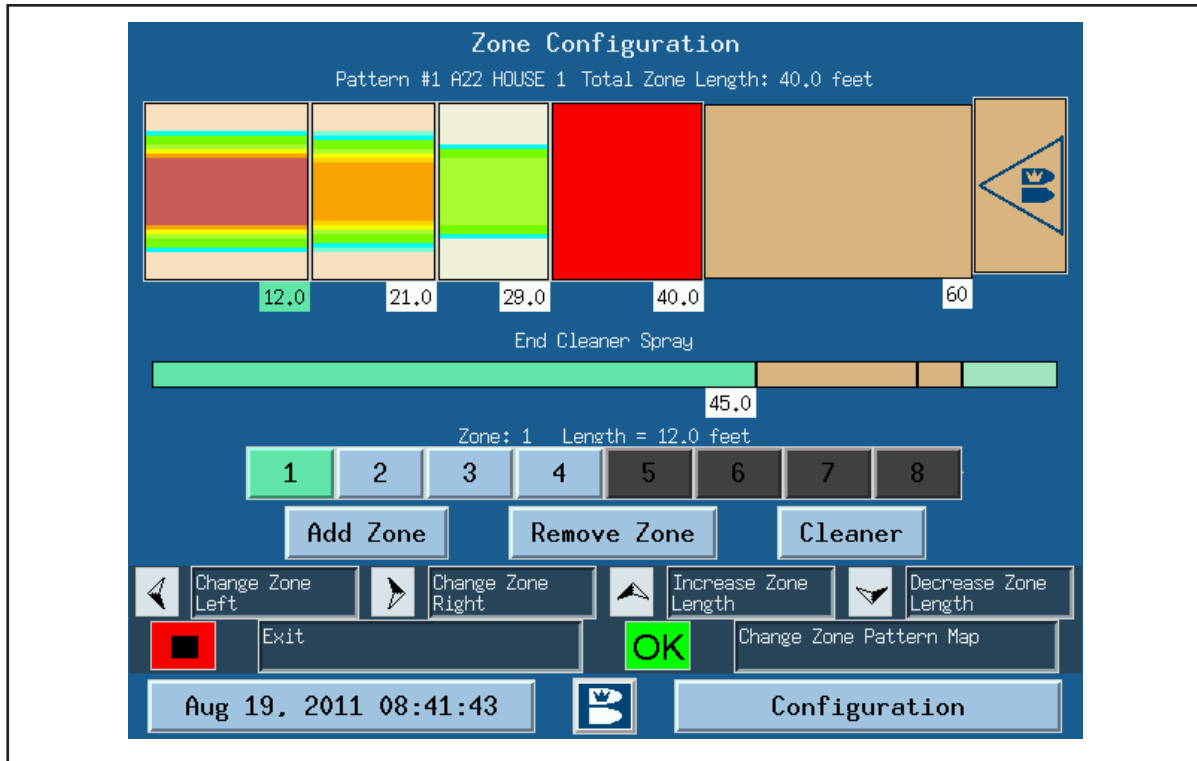 Zone Configuration
Pattern #1 A22 HOUSE 1 Total Zone Length: 40.0 feet
12.0 21.0 29.0 40.0 60
End Cleaner Spray
45.0
Zone: 1 Length = 12.0 feet
1 2 3 4 5 6 7 8
Add Zone Remove Zone Cleaner
Change Zone Left
Change Zone Right
Increase Zone Length
Decrease Zone Length
Exit
OK
Change Zone Pattern Map
Aug 19, 2011 08:41:43
Configuration